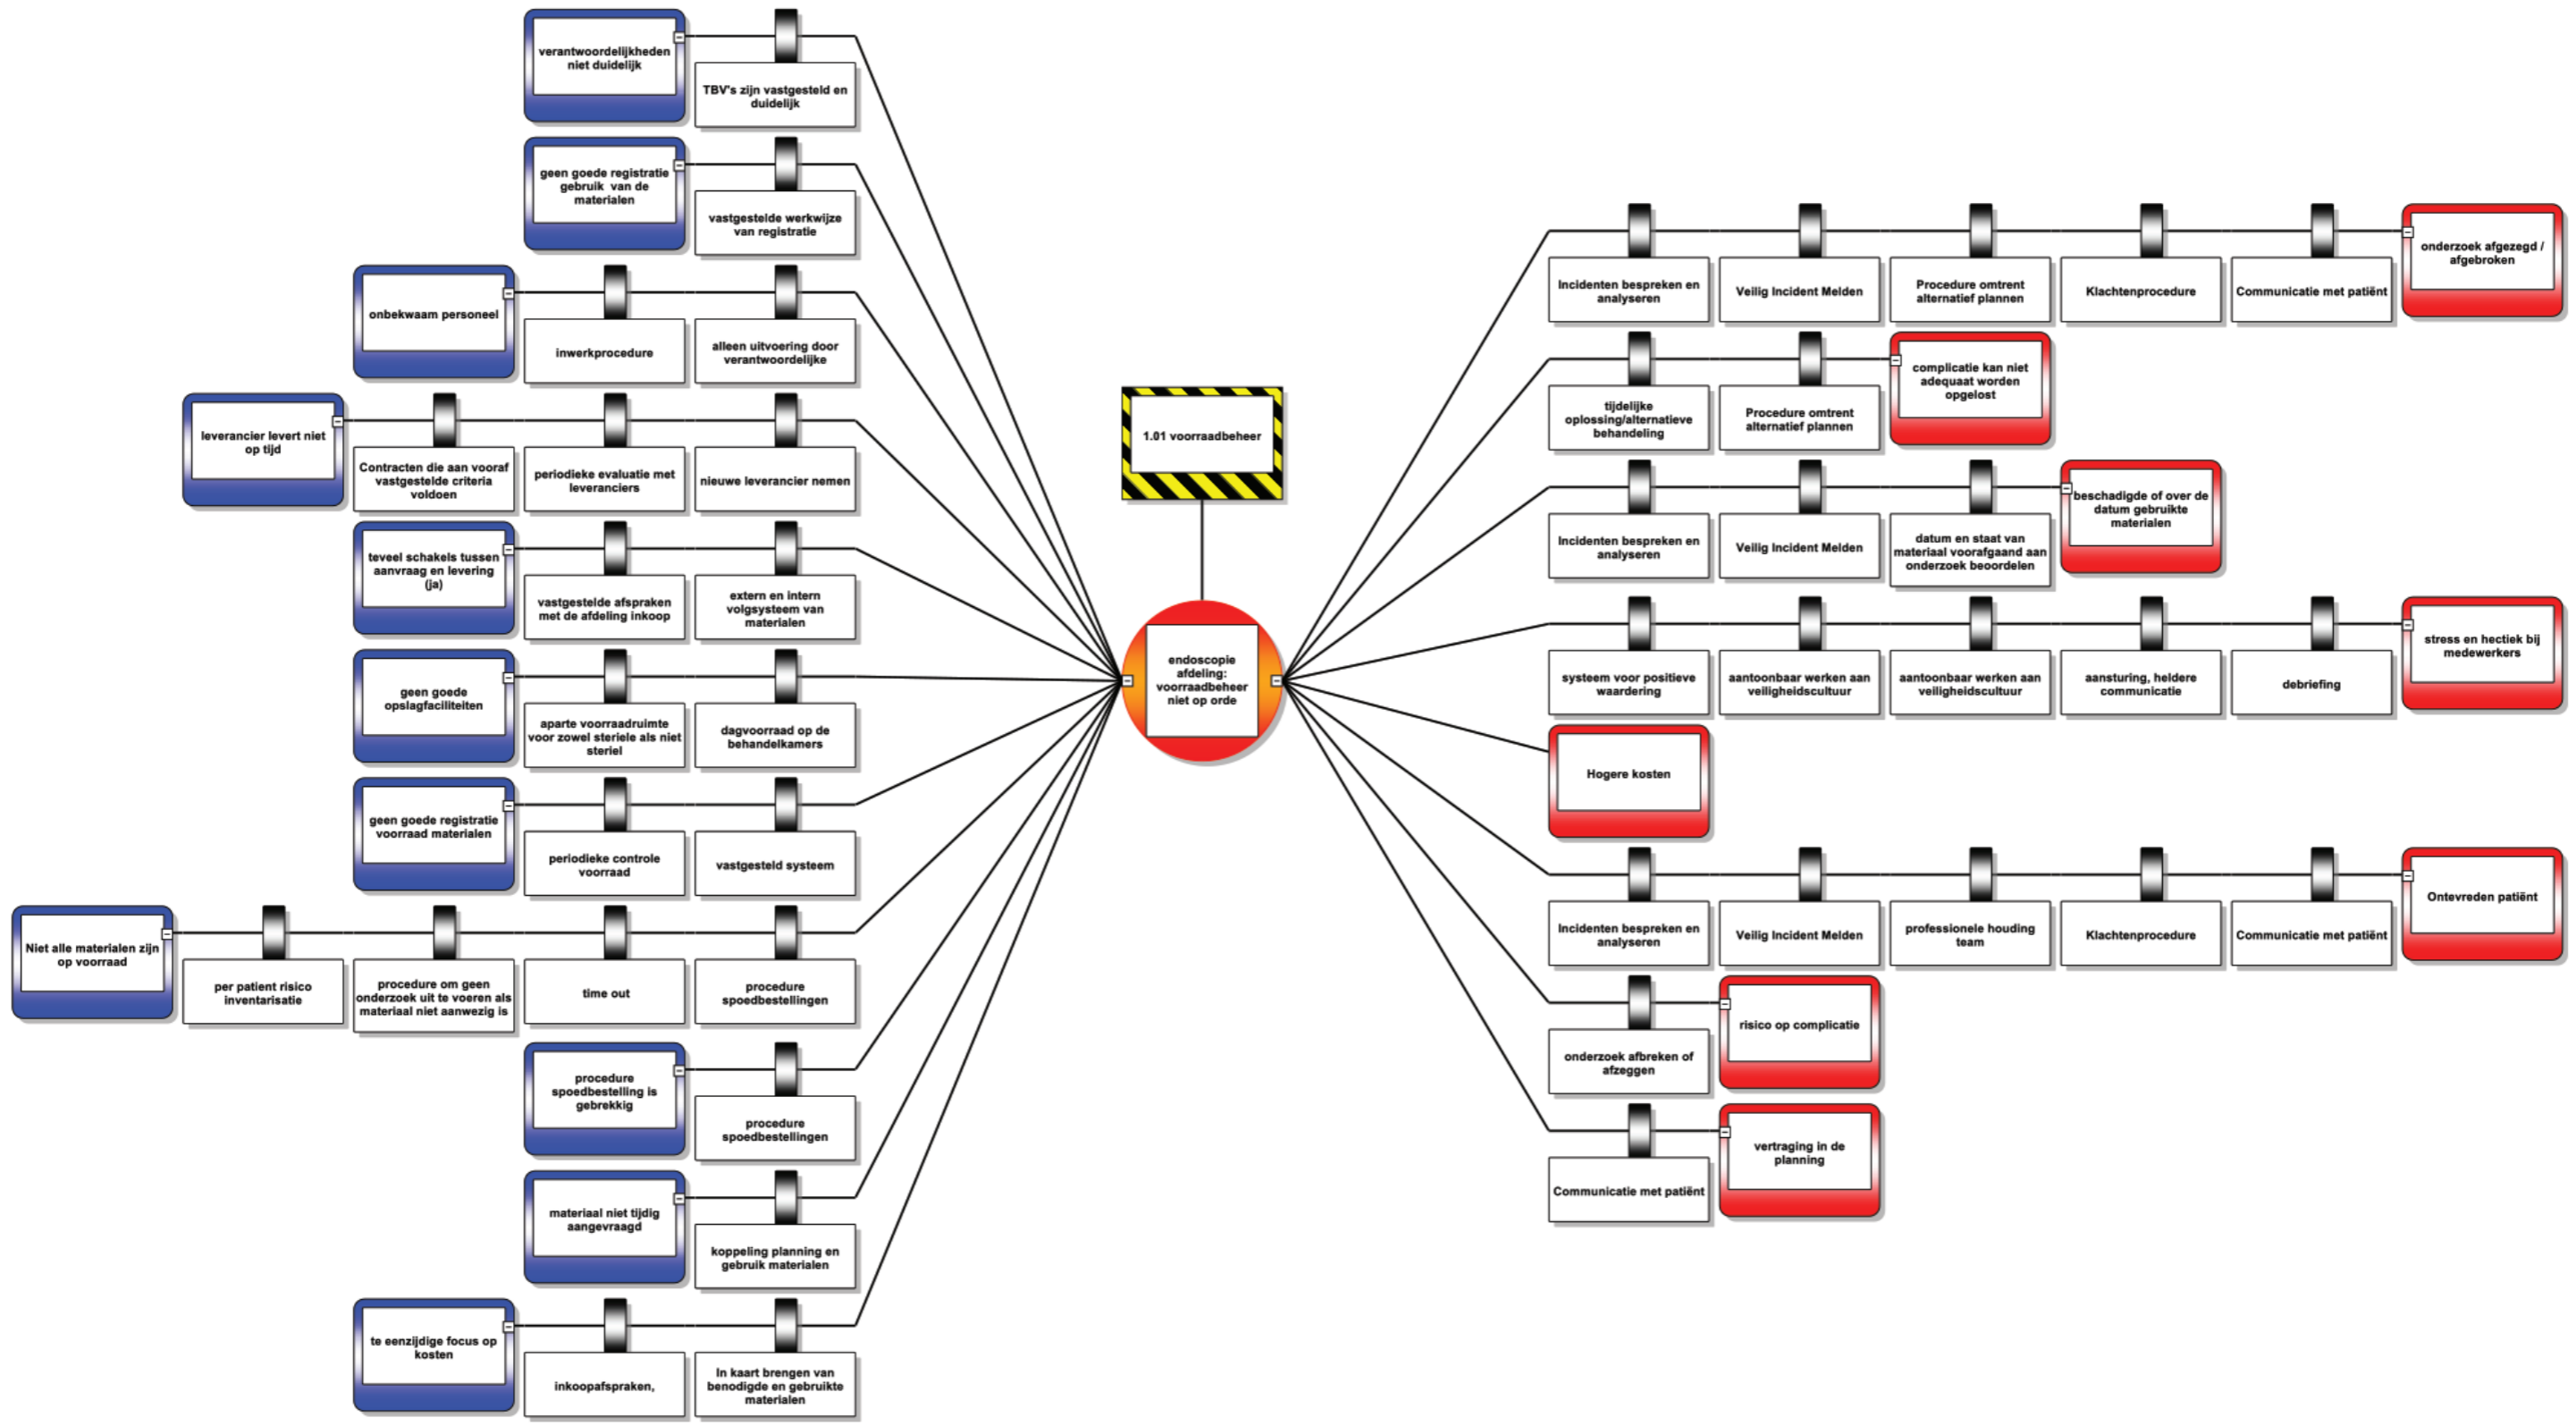 verantwoordelijkheden
niet duidelijk
TBV's zijn vastgesteld en
duidelijk
geen goede registratie
gebruik van de
materialen
vastgestelde werkwijze
van registratie
onbekwaam personeel
inwerkprocedure
alleen uitvoering door
verantwoordelijke
leverancier levert niet
op tijd
Contracten die aan vooraf
vastgestelde criteria
voldoen
periodieke evaluatie met
leveranciers
nieuwe leverancier nemen
teveel schakels tussen
aanvraag en levering
(ja)
vastgestelde afspraken
met de afdeling inkoop
extern en intern
volgsysteem van
materialen
geen goede
opslagfaciliteiten
aparte voorraadruimte
voor zowel steriele als niet
steriel
dagvoorraad op de
behandelkamers
geen goede registratie
voorraad materialen
periodieke controle
voorraad
vastgesteld systeem
Niet alle materialen zijn
op voorraad
per patient risico
inventarisatie
procedure om geen
onderzoek uit te voeren als
materiaal niet aanwezig is
time out
procedure
spoedbestellingen
procedure
spoedbestelling is
gebrekkig
procedure
spoedbestellingen
materiaal niet tijdig
aangevraagd
koppeling planning en
gebruik materialen
te eenzijdige focus op
kosten
inkoopafspraken,
In kaart brengen van
benodigde en gebruikte
materialen
1.01 voorraadbeheer
endoscopie
afdeling:
voorraadbeheer
niet op orde
Incidenten bespreken en
analyseren
Veilig Incident Melden
Procedure omtrent
alternatief plannen
Klachtenprocedure
Communicatie met patiënt
onderzoek afgezegd /
afgebroken
tijdelijke
oplossing/alternatieve
behandeling
Procedure omtrent
alternatief plannen
complicatie kan niet
adequaat worden
opgelost
Incidenten bespreken en
analyseren
Veilig Incident Melden
datum en staat van
materiaal voorafgaand aan
onderzoek beoordelen
beschadigde of over de
datum gebruikte
materialen
systeem voor positieve
waardering
aantoonbaar werken aan
veiligheidscultuur
aantoonbaar werken aan
veiligheidscultuur
aansturing, heldere
communicatie
debriefing
stress en hectiek bij
medewerkers
Hogere kosten
Incidenten bespreken en
analyseren
Veilig Incident Melden
professionele houding
team
Klachtenprocedure
Communicatie met patiënt
Ontevreden patiënt
onderzoek afbreken of
afzeggen
risico op complicatie
Communicatie met patiënt
vertraging in de
planning